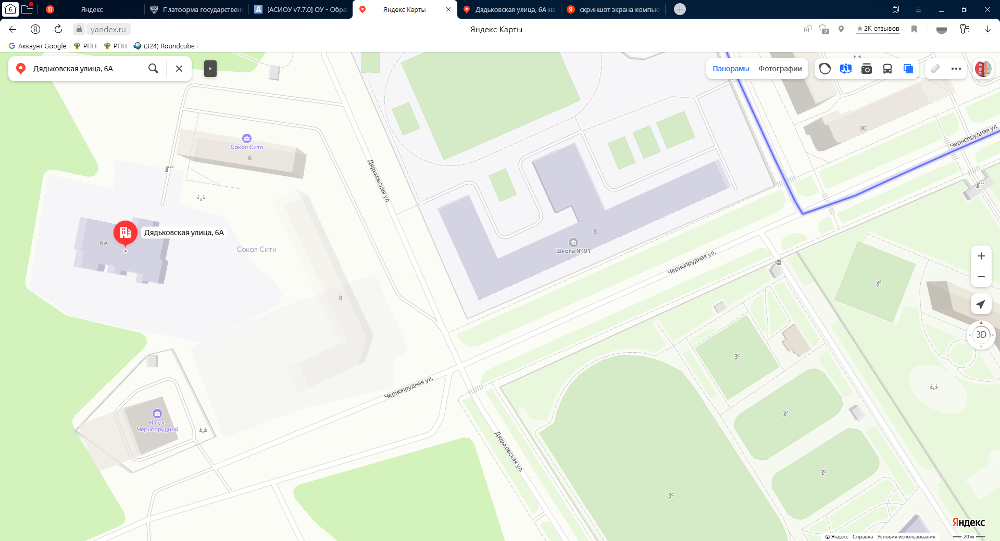 6
Яндекс
Платформа государствен
[АСИОУ v7.7.0] ОУ - Обра
Яндекс Карты
Дядьковская улица, 6А на
скриншот экрана компью
yandex.ru
Яндекс Карты
2
2К отзывов
Аккаунт Google
РПН
РПН
(324) Roundcube
Дядьковская улица, 6А
Панорамы
Фотографии
Сокол Сити
6
30
Чернопрудная ул.
Дядьковская ул.
6А
Дядьковская улица, 6А
Сокол Сити
8
Школа № 91
8
Чернопрудная ул.
3D
Чернопрудная ул.
На ул.
Чернопрудной
Дядьковская ул.
Яндекс
© Яндекс Справка Условия использования
20 м